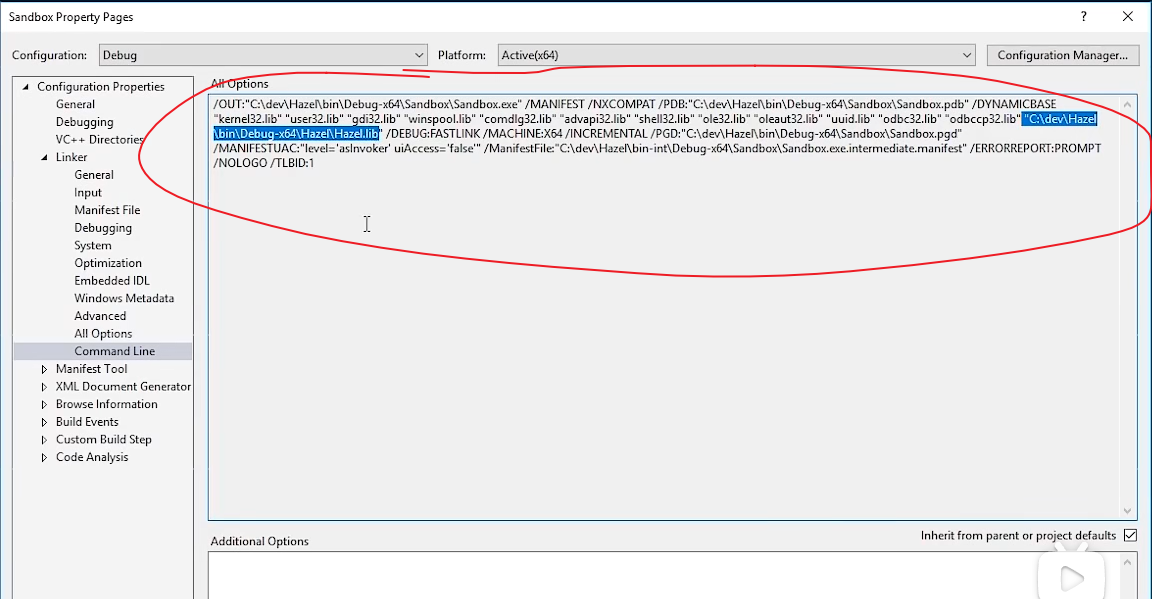 Sandbox Property Pages
Configuration: Debug Platform: Active(x64) Configuration Manager...
Configuration Properties
General
Debugging
VC++ Directories
Linker
General
Input
Manifest File
Debugging
System
Optimization
Embedded IDL
Windows Metadata
Advanced
All Options
Command Line
Manifest Tool
XML Document Generator
Browse Information
Build Events
Custom Build Step
Code Analysis
All Options
/OUT:"C:\dev\Hazel\bin\Debug-x64\Sandbox\Sandbox.exe" /MANIFEST /NXCOMPAT /PDB:"C:\dev\Hazel\bin\Debug-x64\Sandbox\Sandbox.pdb" /DYNAMICBASE
"kernel32.lib" "user32.lib" "gdi32.lib" "winspool.lib" "comdlg32.lib" "advapi32.lib" "shell32.lib" "ole32.lib" "oleaut32.lib" "uuid.lib" "odbc32.lib" "odbccp32.lib" "C:\dev\Hazel
\bin\Debug-x64\Hazel\Hazel.lib" /DEBUG:FASTLINK /MACHINE:X64 /INCREMENTAL /PGD:"C:\dev\Hazel\bin\Debug-x64\Sandbox\Sandbox.pgd"
/MANIFESTUAC:"level='asInvoker' uiAccess='false'" /ManifestFile:"C:\dev\Hazel\bin-int\Debug-x64\Sandbox\Sandbox.exe.intermediate.manifest" /ERRORREPORT:PROMPT
/NOLOGO /TLBID:1
Inherit from parent or project defaults
Additional Options